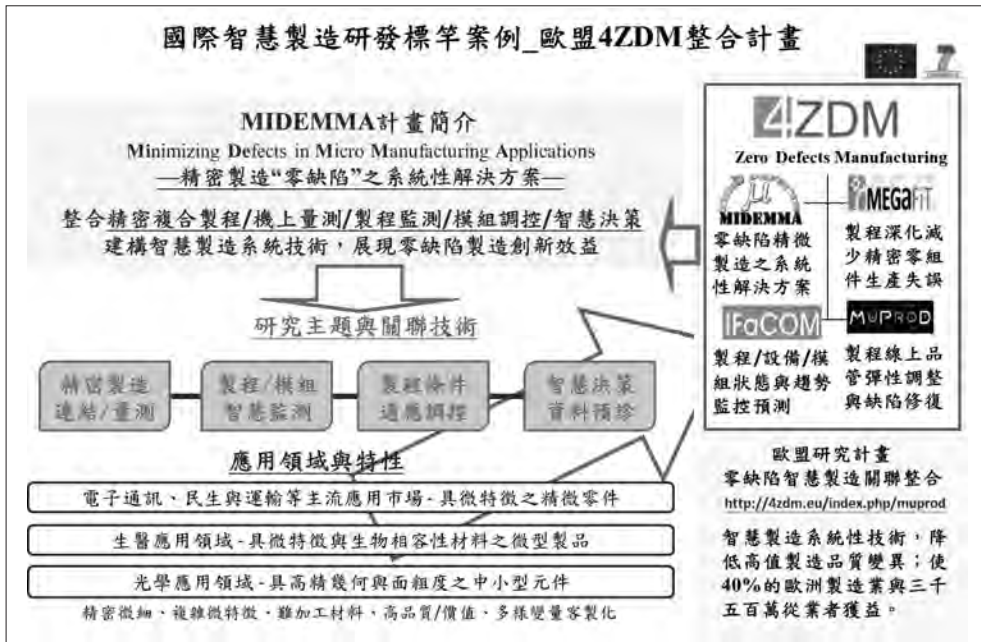 國際智慧製造研發標竿案例_歐盟4ZDM整合計畫
7
MIDEMMA計畫簡介
Minimizing Defects in Micro Manufacturing Applications
—精密製造“零缺陷”之系統性解決方案—
整合精密複合製程/機上量測/製程監測/模組調控/智慧決策
建構智慧製造系統技術，展現零缺陷製造創新效益
研究主題與關聯技術
精密製造
連結/量測
製程/模組
智慧監測
製程條件
適應調控
智慧決策
資料預診
應用領域與特性
電子通訊、民生與運輸等主流應用市場-具微特徵之精微零件
生醫應用領域-具微特徵與生物相容性材料之微型製品
光學應用領域-具高精幾何與面粗度之中小型元件
精密微細、複雜微特徵、難加工材料、高品質/價值、多樣變量客製化
4!ZDM
Zero Defects Manufacturing
μ
MIDEMMA
零缺陷精微
製造之系統
性解決方案
MEGaFiT
製程深化減
少精密零組
件生產失誤
IFaCOM
製程/設備/模
組狀態與趨勢
監控預測
MuPROD
製程線上品
管彈性調整
與缺陷修復
歐盟研究計畫
零缺陷智慧製造關聯整合
http://4zdm.eu/index.php/muprod
智慧製造系統性技術，降
低高值製造品質變異；使
40%的歐洲製造業與三千
五百萬從業者獲益。